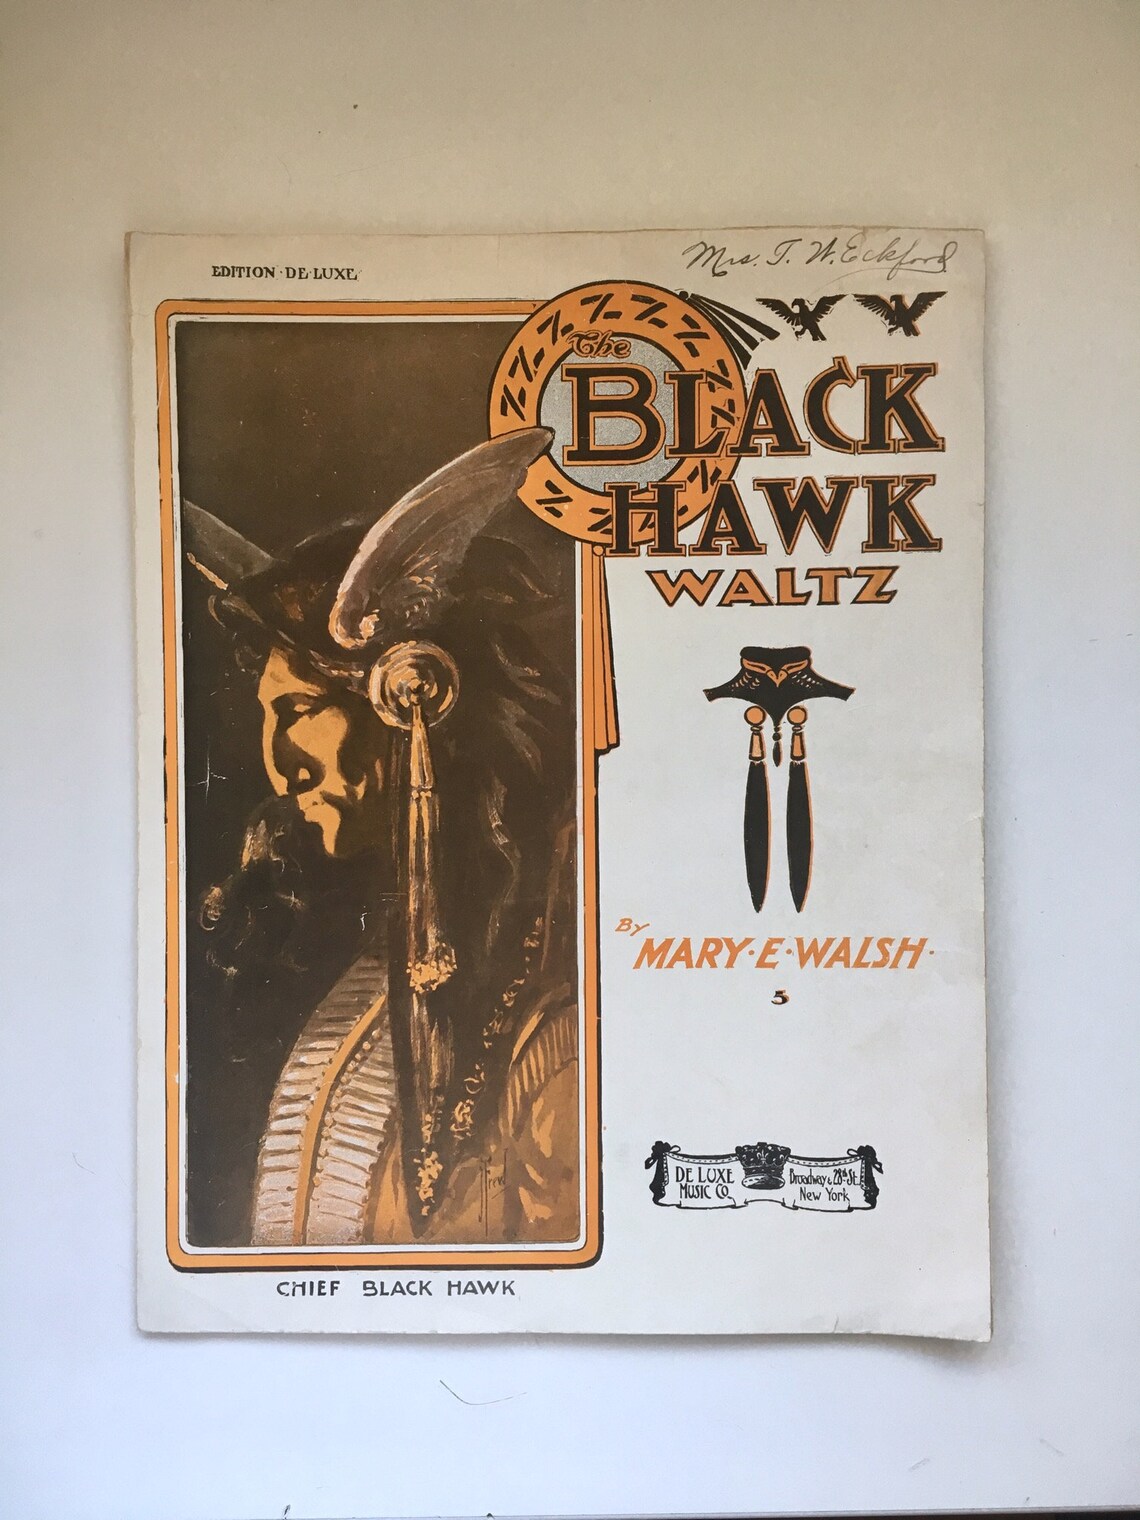 Mrs. T. W. Eckford
EDITION · DE · LUXE
The
BLACK
HAWK
WALTZ
BY
MARY · E · WALSH ·
5
DE LUXE
MUSIC CO.
Broadway & 28th St.
New York
CHIEF BLACK HAWK